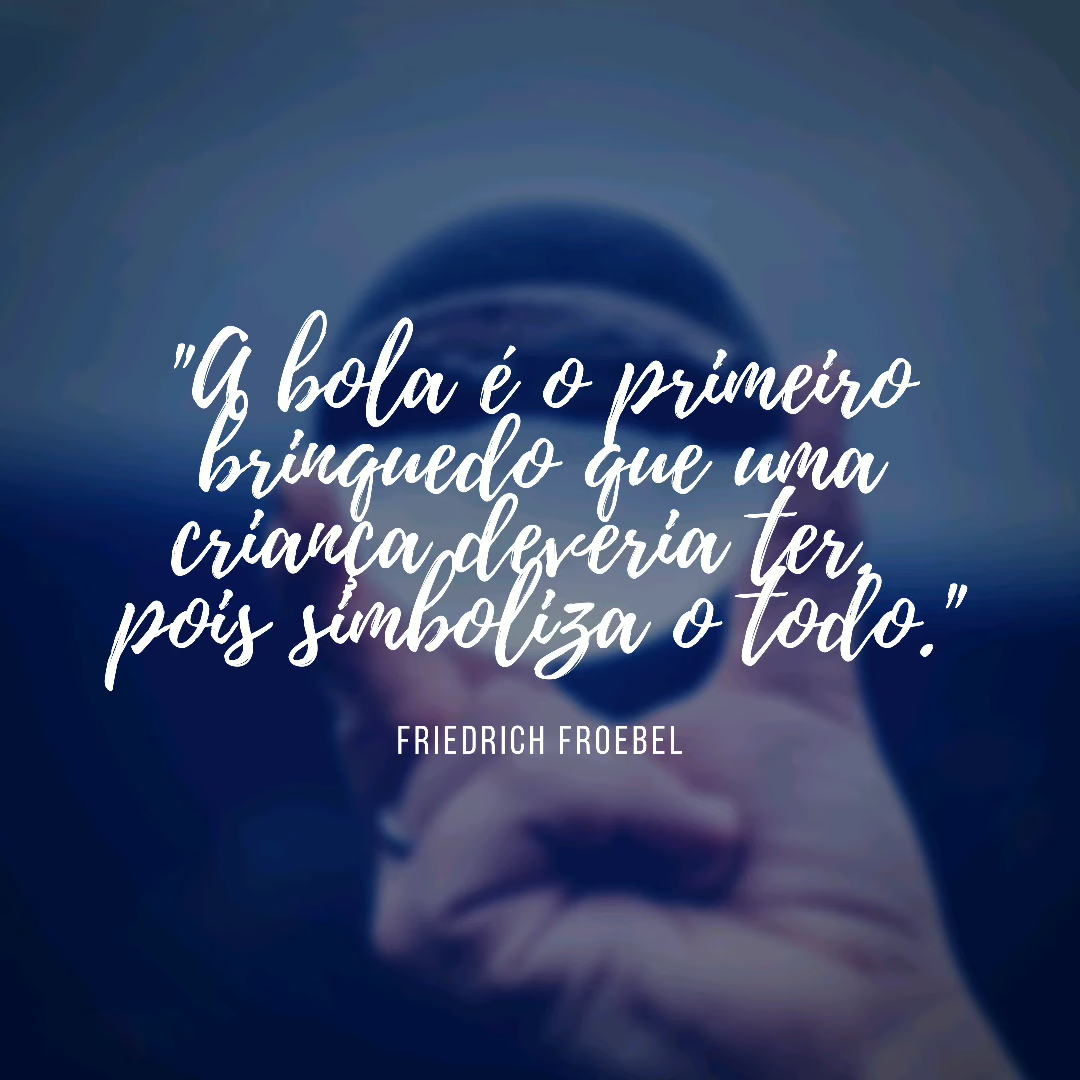 "A bola é o primeiro
brinquedo que uma
criança deveria ter,
pois simboliza o todo."
FRIEDRICH FROEBEL